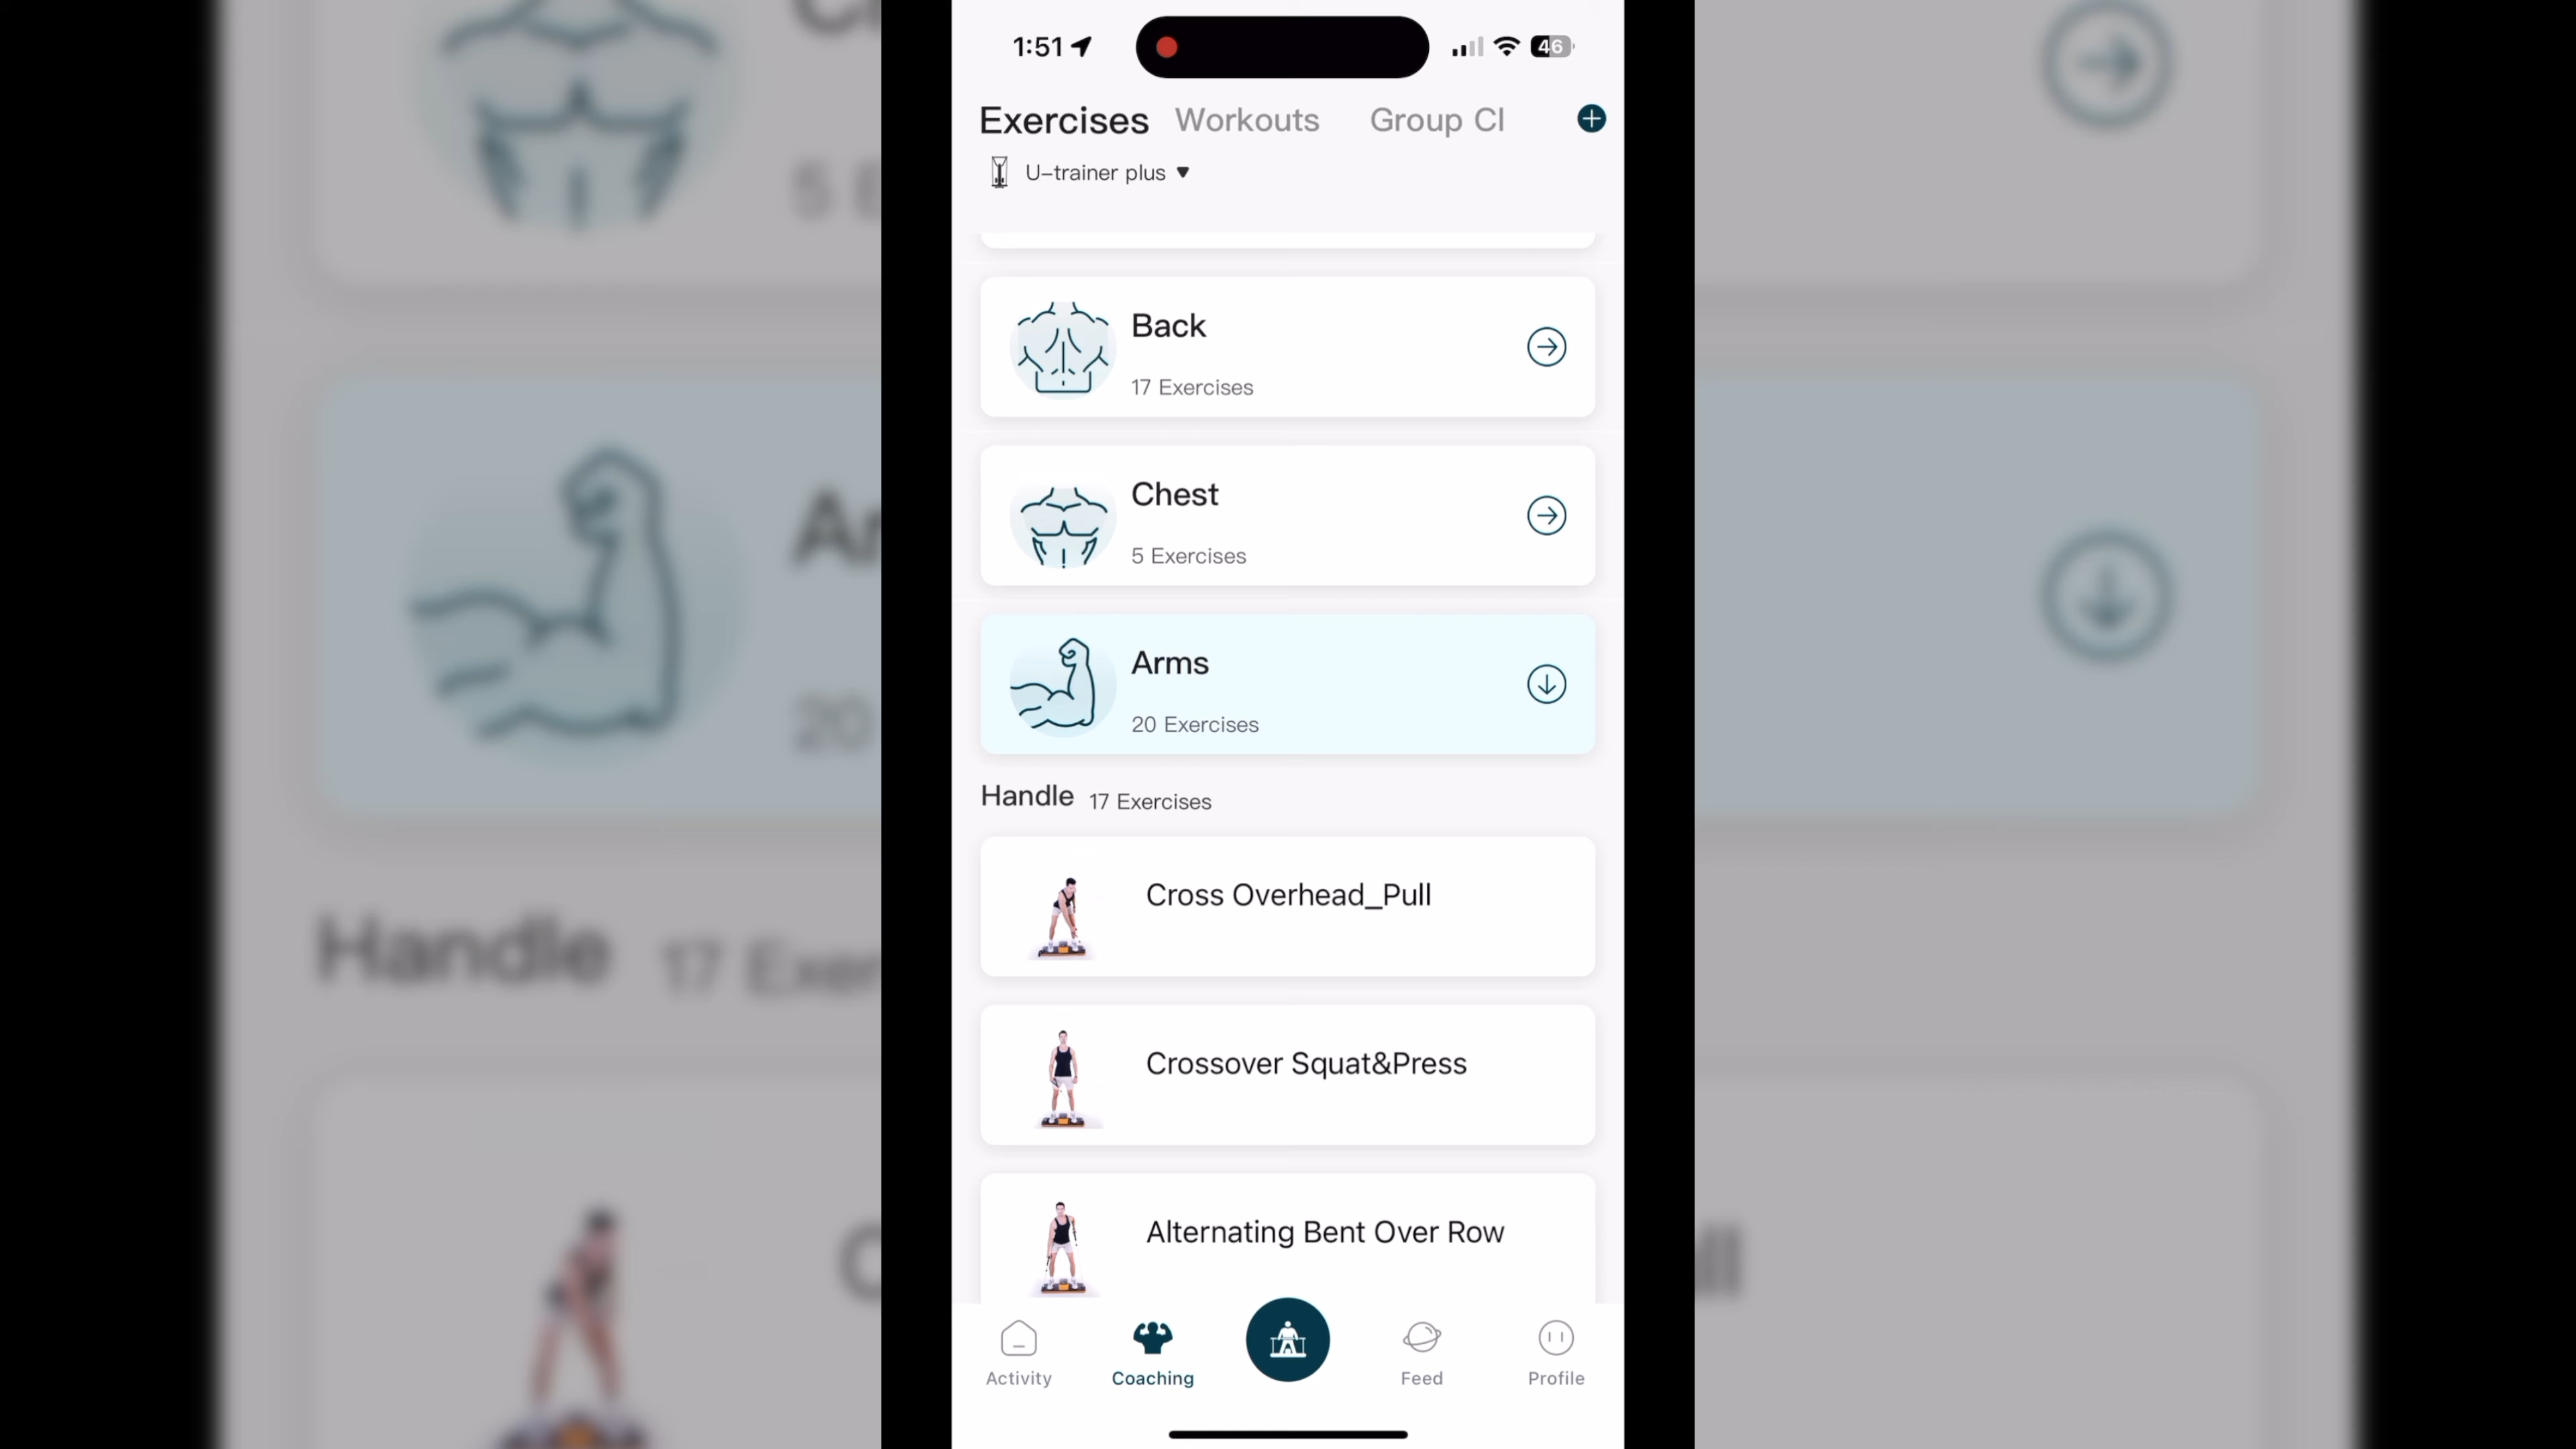 1:51
46
Exercises Workouts Group Cl
U-trainer plus
Back
17 Exercises
Chest
5 Exercises
Arms
20 Exercises
Handle 17 Exercises
Cross Overhead_Pull
Crossover Squat&Press
Alternating Bent Over Row
Activity Coaching Feed Profile